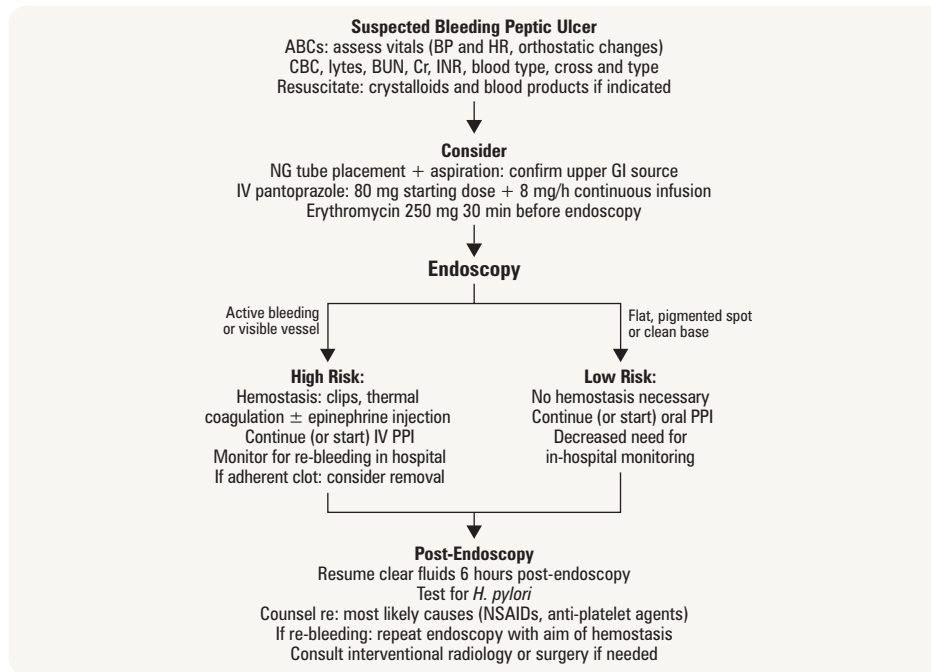 Suspected Bleeding Peptic Ulcer
ABCs: assess vitals (BP and HR, orthostatic changes)
CBC, lytes, BUN, Cr, INR, blood type, cross and type
Resuscitate: crystalloids and blood products if indicated
Consider
NG tube placement + aspiration: confirm upper GI source
IV pantoprazole: 80 mg starting dose + 8 mg/h continuous infusion
Erythromycin 250 mg 30 min before endoscopy
Endoscopy
Active bleeding
or visible vessel
High Risk:
Hemostasis: clips, thermal
coagulation ± epinephrine injection
Continue (or start) IV PPI
Monitor for re-bleeding in hospital
If adherent clot: consider removal
Flat, pigmented spot
or clean base
Low Risk:
No hemostasis necessary
Continue (or start) oral PPI
Decreased need for
in-hospital monitoring
Post-Endoscopy
Resume clear fluids 6 hours post-endoscopy
Test for H. pylori
Counsel re: most likely causes (NSAIDs, anti-platelet agents)
If re-bleeding: repeat endoscopy with aim of hemostasis
Consult interventional radiology or surgery if needed